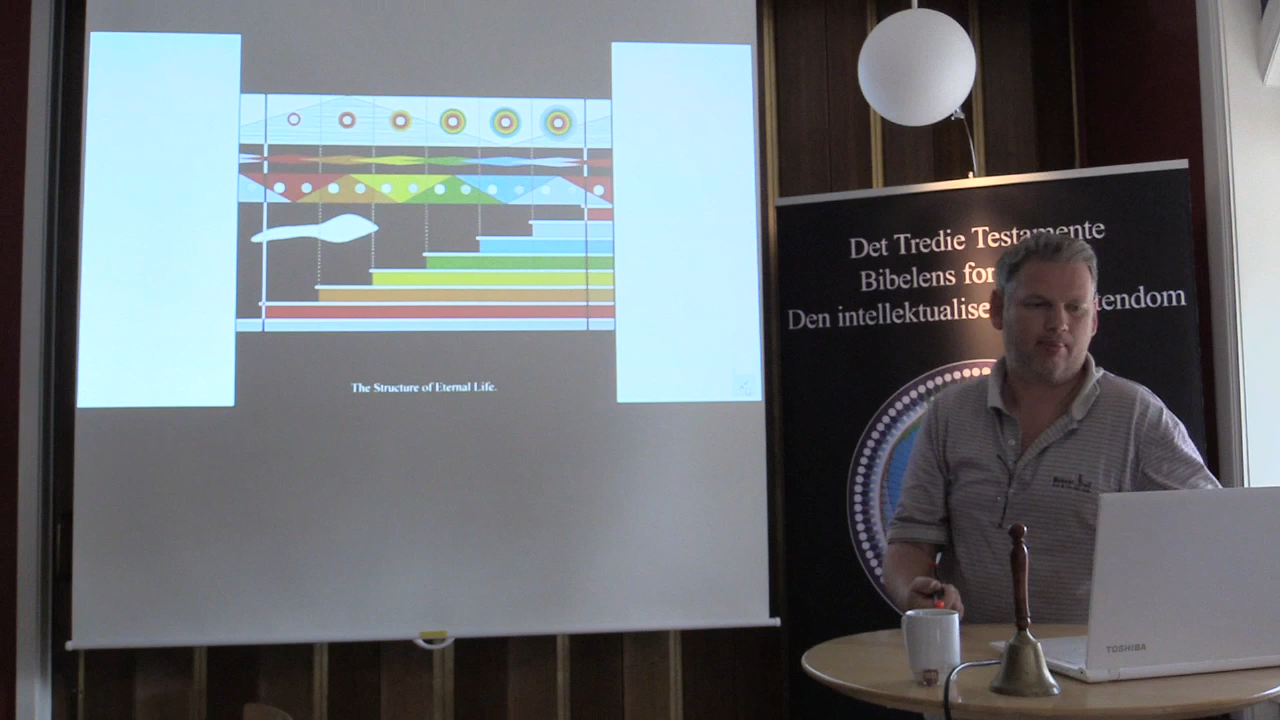 The Structure of Eternal Life.
Det Tredie Testamente
Bibelens for
Den intellektualise tendom
TOSHIBA